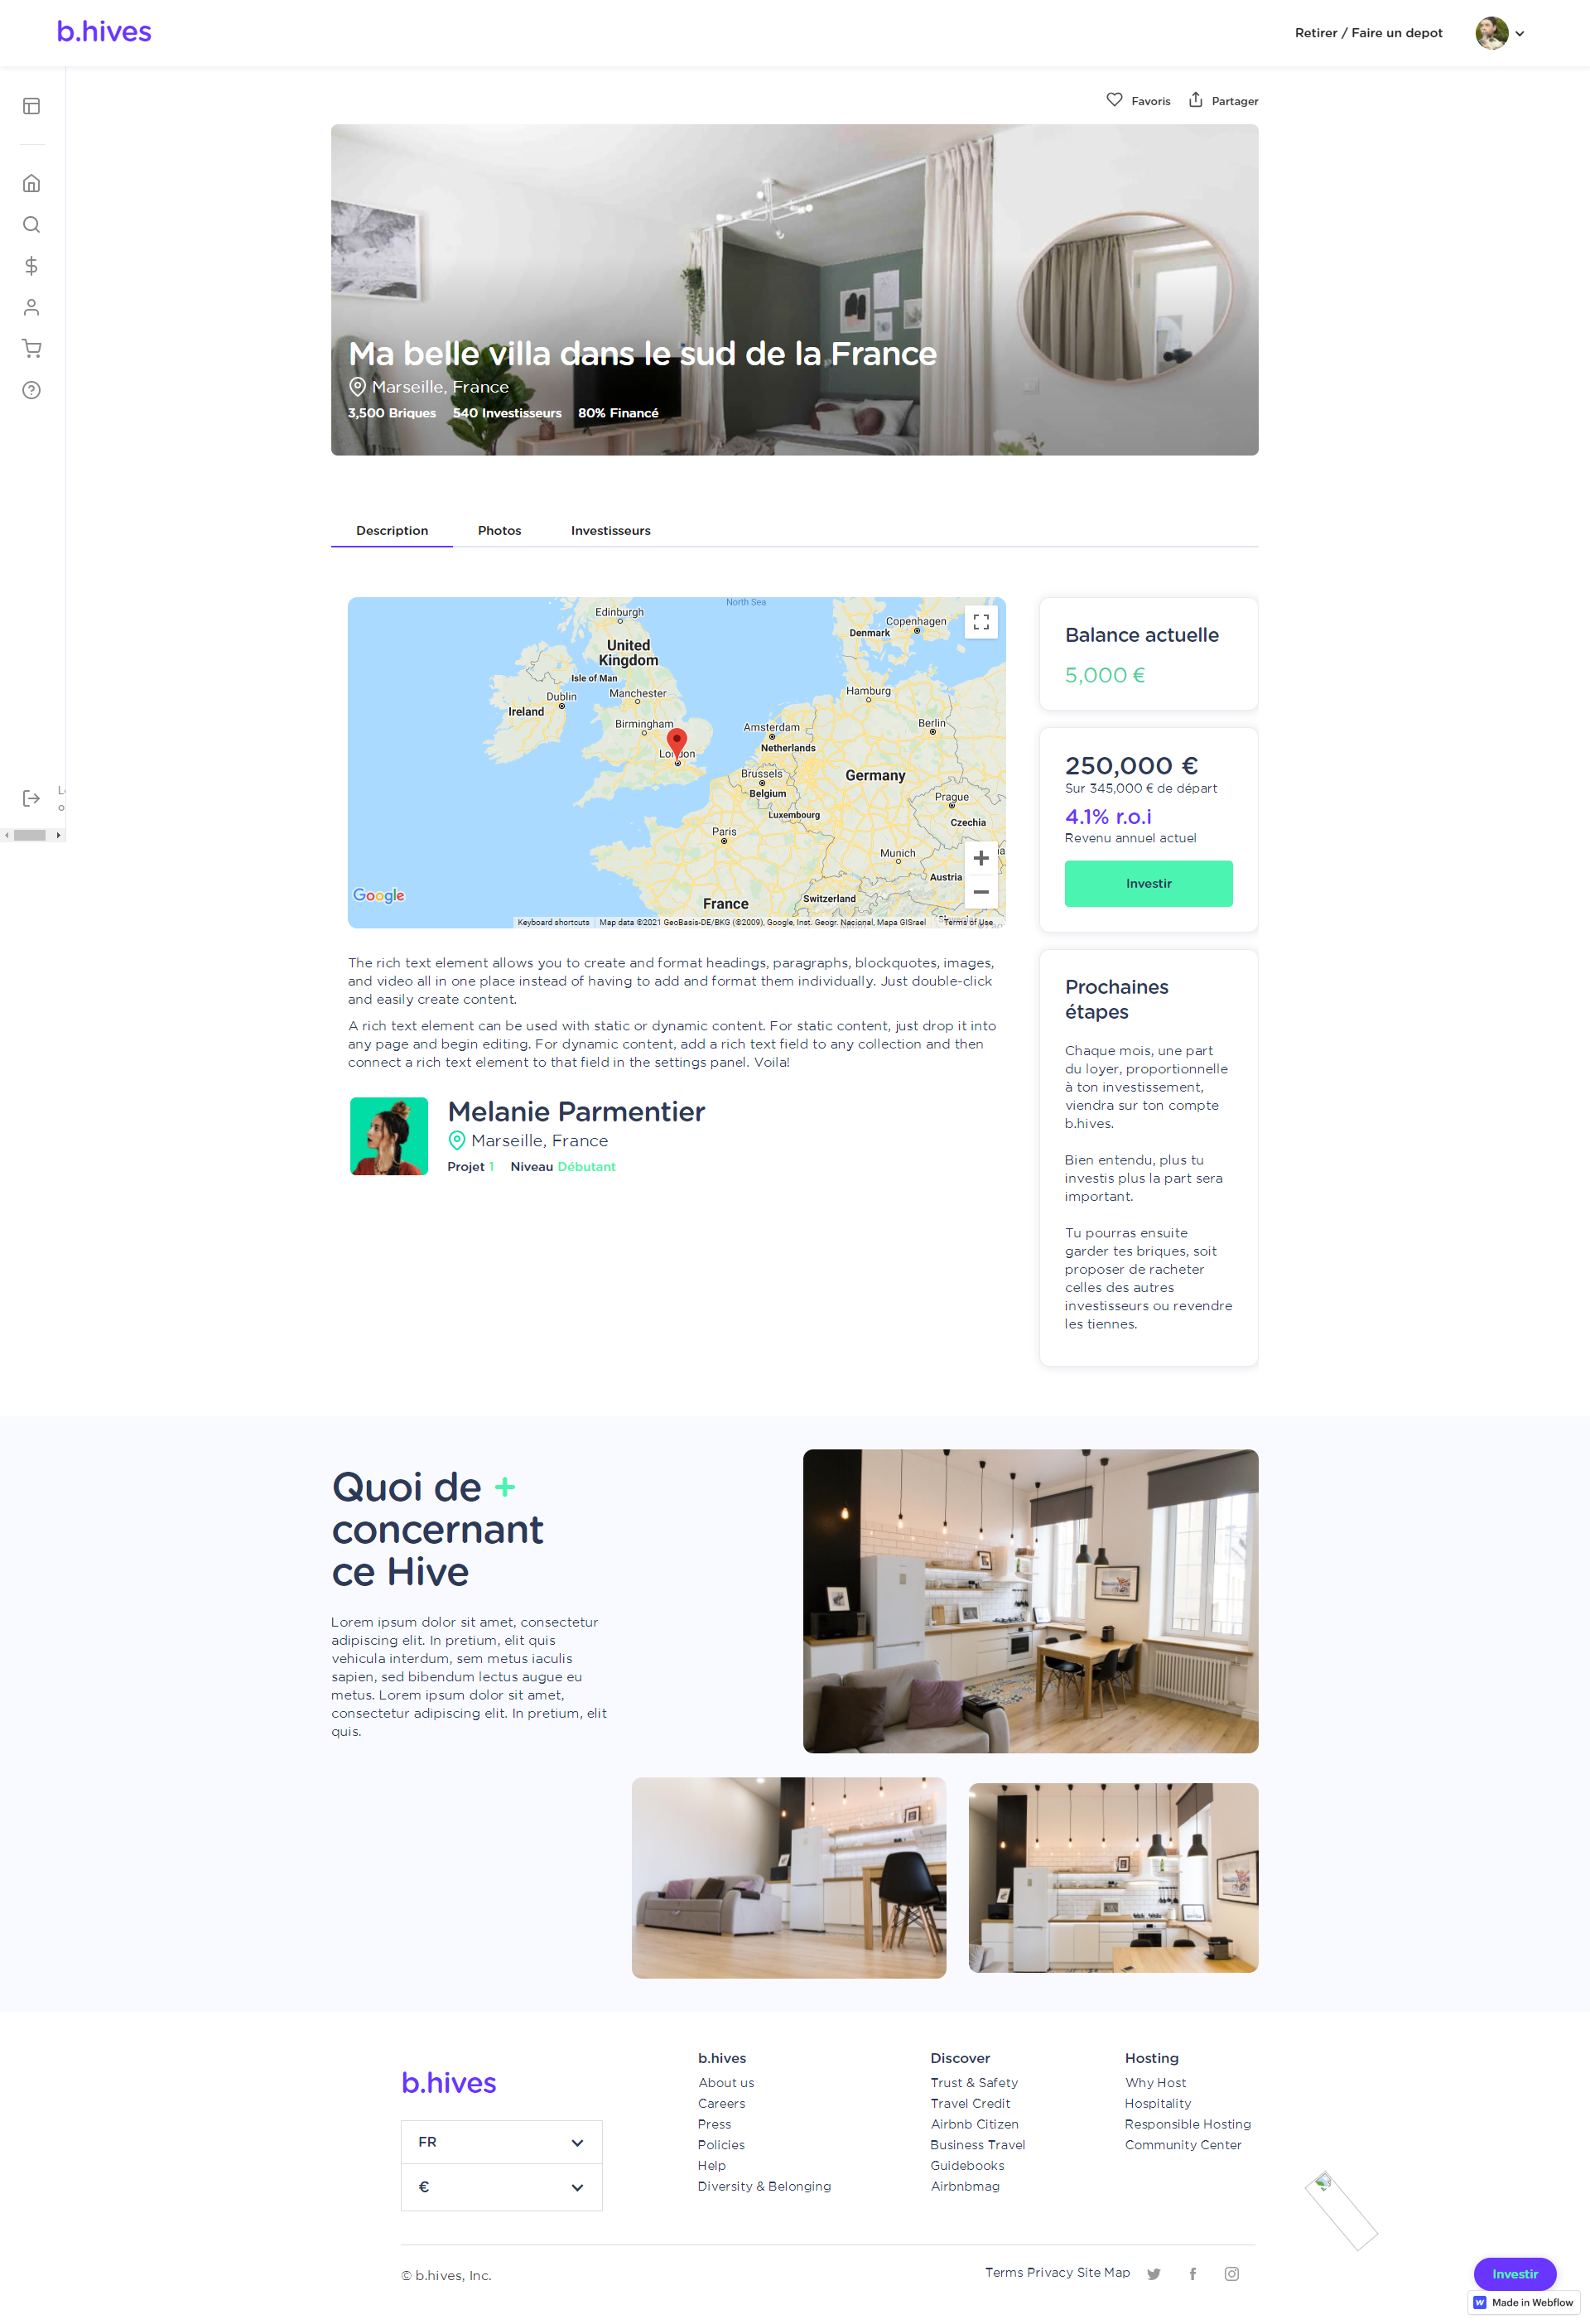 b.hives
Retirer / Faire un depot
Favoris
Partager
Ma belle villa dans le sud de la France
Marseille, France
3,500 Briques 540 Investisseurs 80% Financé
Description Photos Investisseurs
North Sea
Edinburgh
Copenhagen
Denmark
United
Kingdom
Isle of Man
Hamburg
Manchester
Dublin
Ireland
Birmingham
Berlin
Amsterdam
Netherlands
London
Brussels
Germany
Belgium
Prague
Luxembourg
Czechia
Paris
Munich
Austria
Switzerland
France
Google
Keyboard shortcuts
Map data ©2021 GeoBasis-DE/BKG (©2009), Google, Inst. Geogr. Nacional, Mapa GISrael
Terms of Use
Balance actuelle
5,000 €
250,000 €
Sur 345,000 € de départ
4.1% r.o.i
Revenu annuel actuel
Investir
Prochaines
étapes
Chaque mois, une part
du loyer, proportionnelle
à ton investissement,
viendra sur ton compte
b.hives.
Bien entendu, plus tu
investis plus la part sera
important.
Tu pourras ensuite
garder tes briques, soit
proposer de racheter
celles des autres
investisseurs ou revendre
les tiennes.
The rich text element allows you to create and format headings, paragraphs, blockquotes, images,
and video all in one place instead of having to add and format them individually. Just double-click
and easily create content.
A rich text element can be used with static or dynamic content. For static content, just drop it into
any page and begin editing. For dynamic content, add a rich text field to any collection and then
connect a rich text element to that field in the settings panel. Voila!
Melanie Parmentier
Marseille, France
Projet 1 Niveau Débutant
Quoi de +
concernant
ce Hive
Lorem ipsum dolor sit amet, consectetur
adipiscing elit. In pretium, elit quis
vehicula interdum, sem metus iaculis
sapien, sed bibendum lectus augue eu
metus. Lorem ipsum dolor sit amet,
consectetur adipiscing elit. In pretium, elit
quis.
b.hives
FR
€
b.hives
About us
Careers
Press
Policies
Help
Diversity & Belonging
Discover
Trust & Safety
Travel Credit
Airbnb Citizen
Business Travel
Guidebooks
Airbnbmag
Hosting
Why Host
Hospitality
Responsible Hosting
Community Center
© b.hives, Inc.
Terms Privacy Site Map
Investir
Made in Webflow